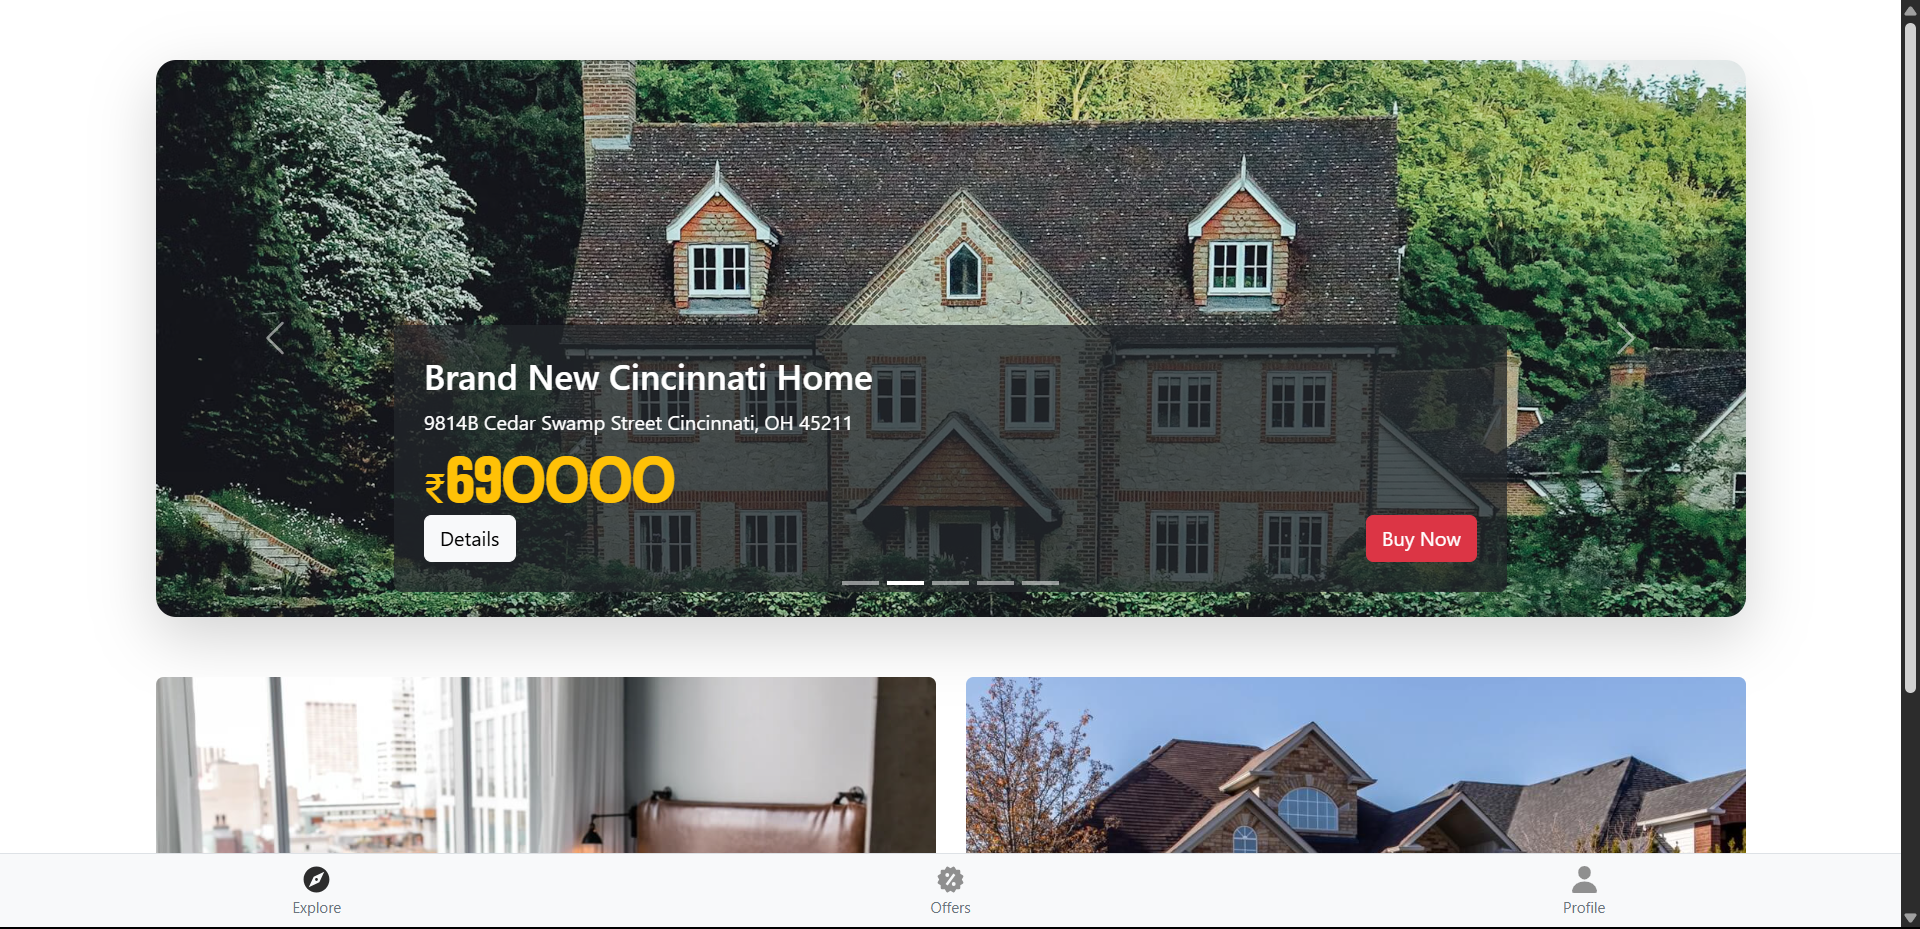 Brand New Cincinnati Home
9814B Cedar Swamp Street Cincinnati, OH 45211
₹690000
Details
Buy Now
Explore
Offers
Profile